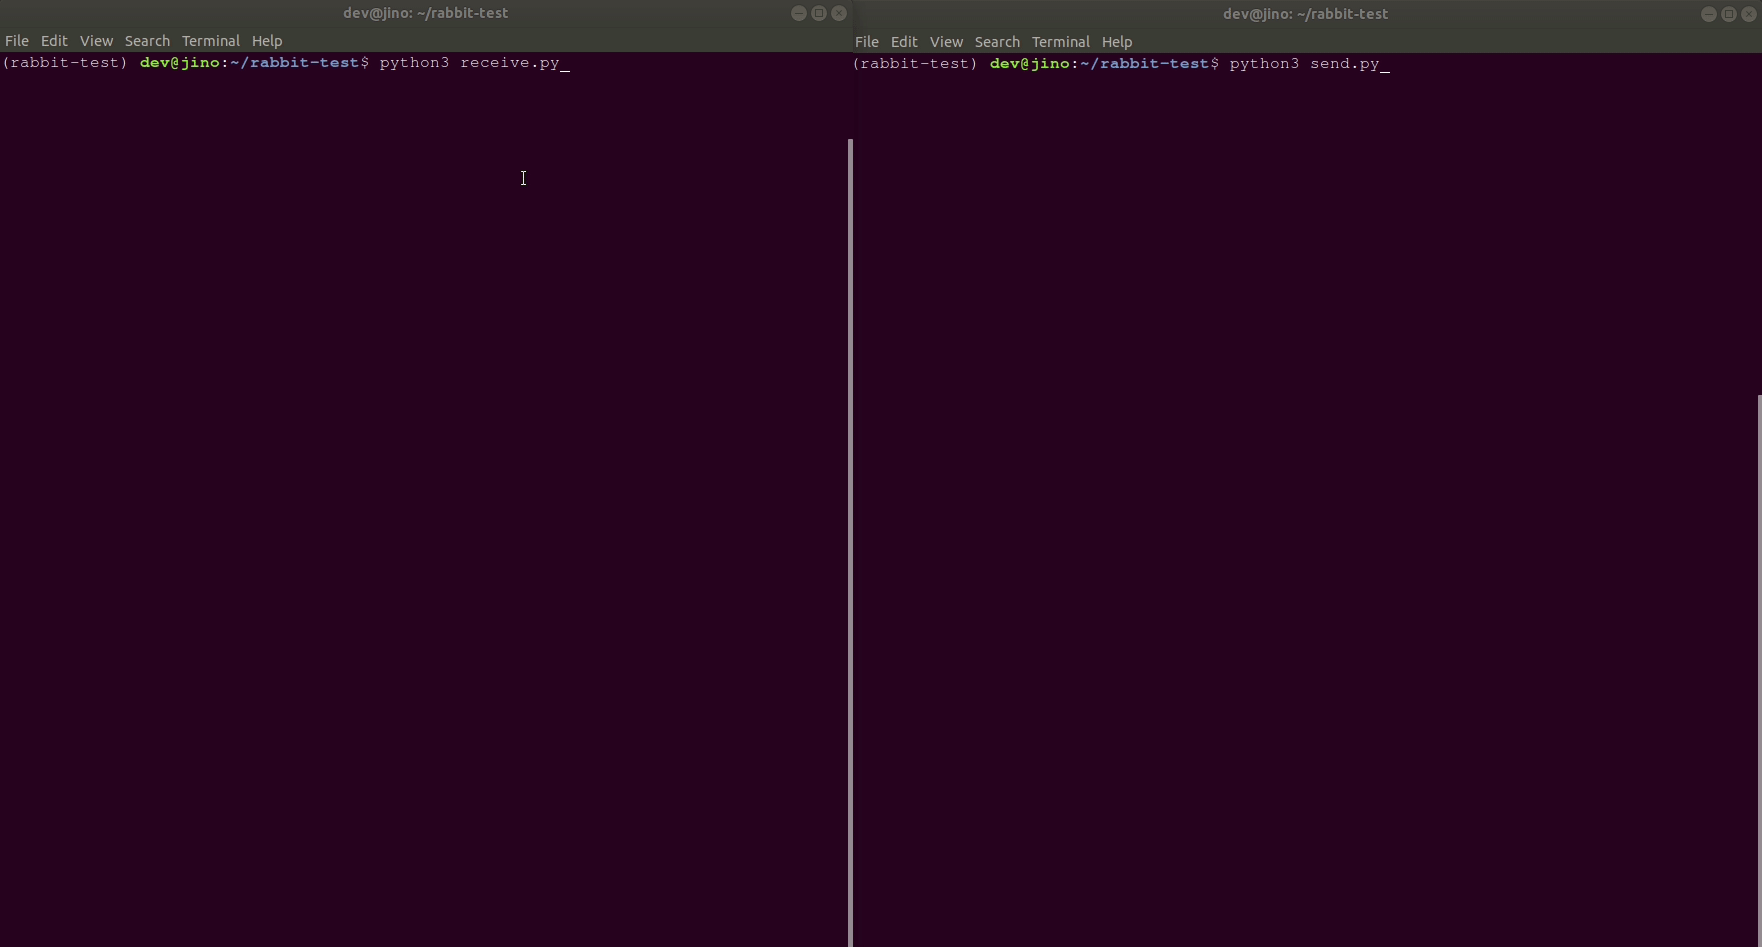 dev@jino: ~/rabbit-test
File Edit View Search Terminal Help
(rabbit-test) dev@jino:~/rabbit-test$ python3 receive.py_
dev@jino: ~/rabbit-test
File Edit View Search Terminal Help
(rabbit-test) dev@jino:~/rabbit-test$ python3 send.py_